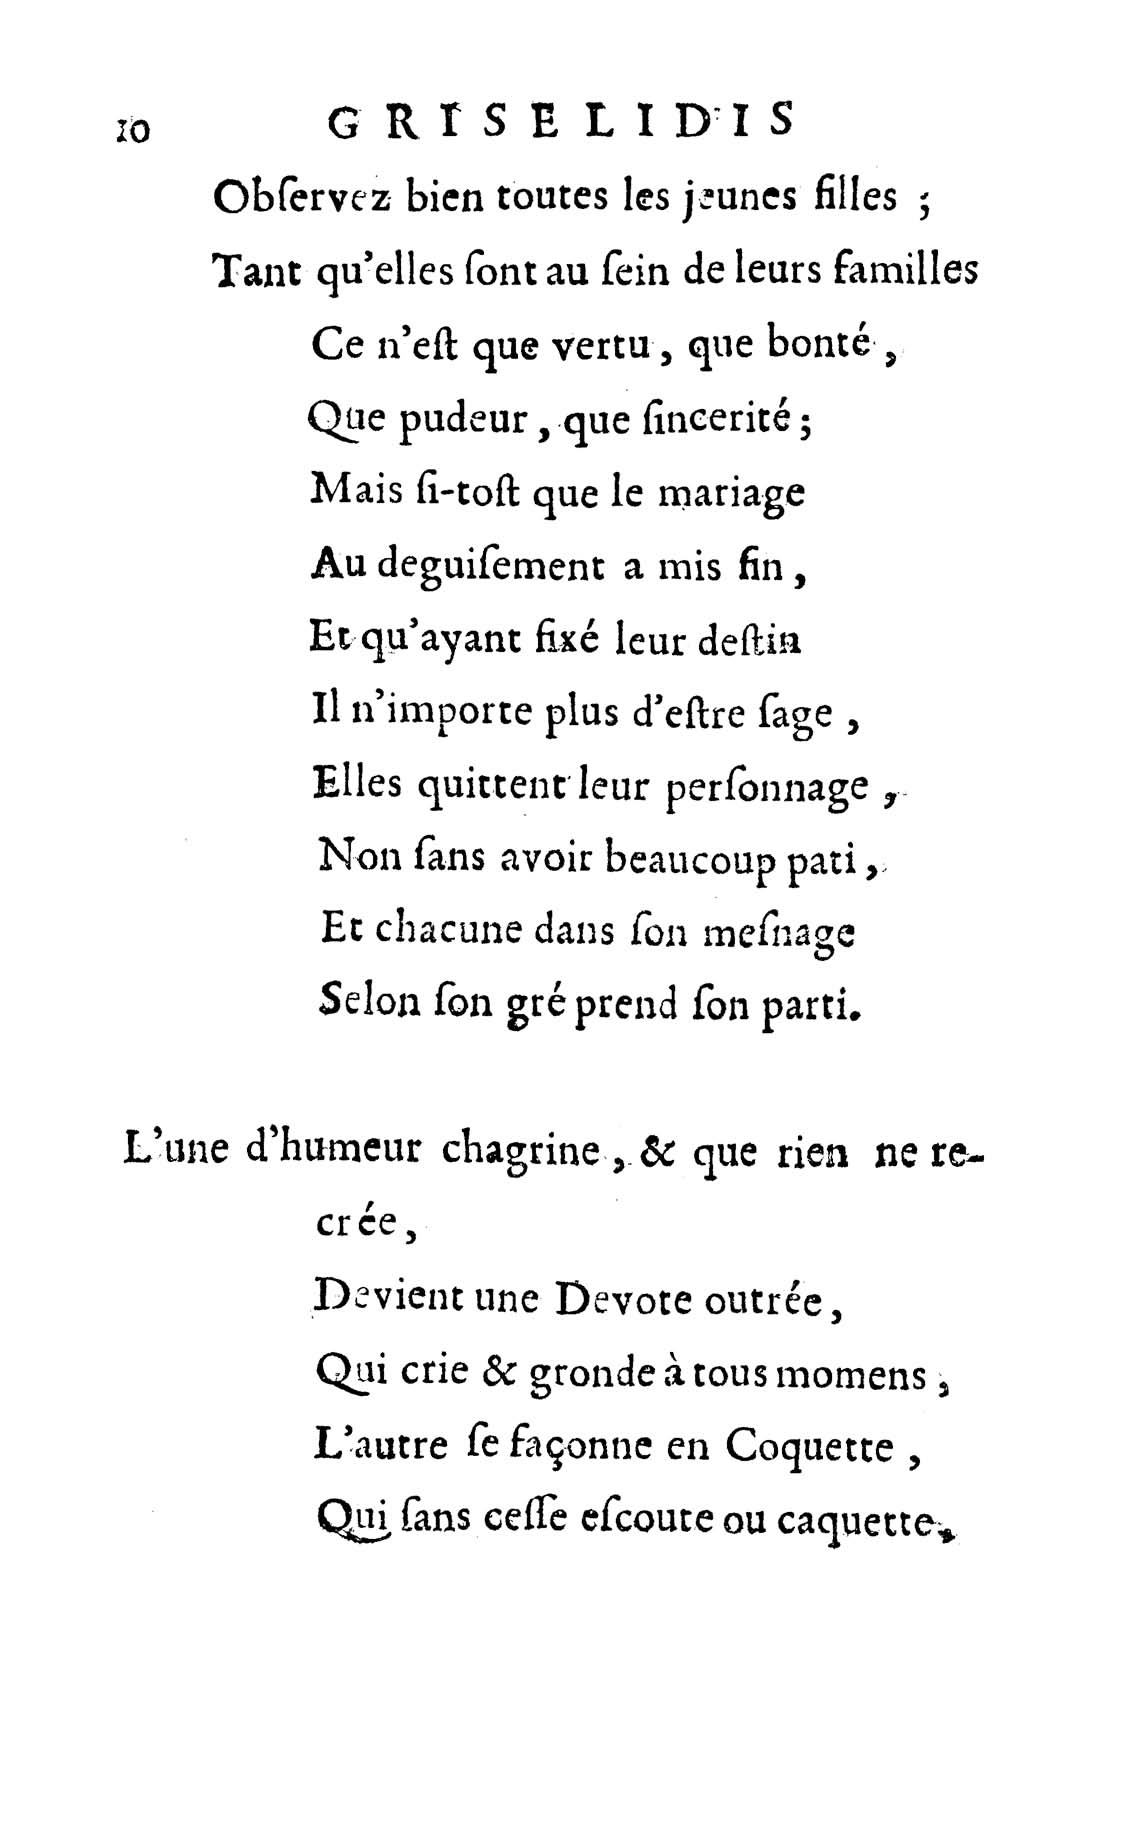 10 GRISELIDIS
Obſervez bien toutes les jeunes filles ;
Tant qu'elles ſont au ſein de leurs familles
Ce n'eſt que vertu, que bonté,
Que pudeur, que ſincerité ;
Mais ſi-toſt que le mariage
Au deguiſement a mis fin,
Et qu'ayant fixé leur deſtin
Il n'importe plus d'eſtre ſage,
Elles quittent leur perſonnage,
Non ſans avoir beaucoup pati,
Et chacune dans ſon meſnage
Selon ſon gré prend ſon parti.
L'une d'humeur chagrine, & que rien ne re-
crée,
Devient une Devote outrée,
Qui crie & gronde à tous momens,
L'autre ſe façonne en Coquette,
Qui ſans ceſſe eſcoute ou caquette,